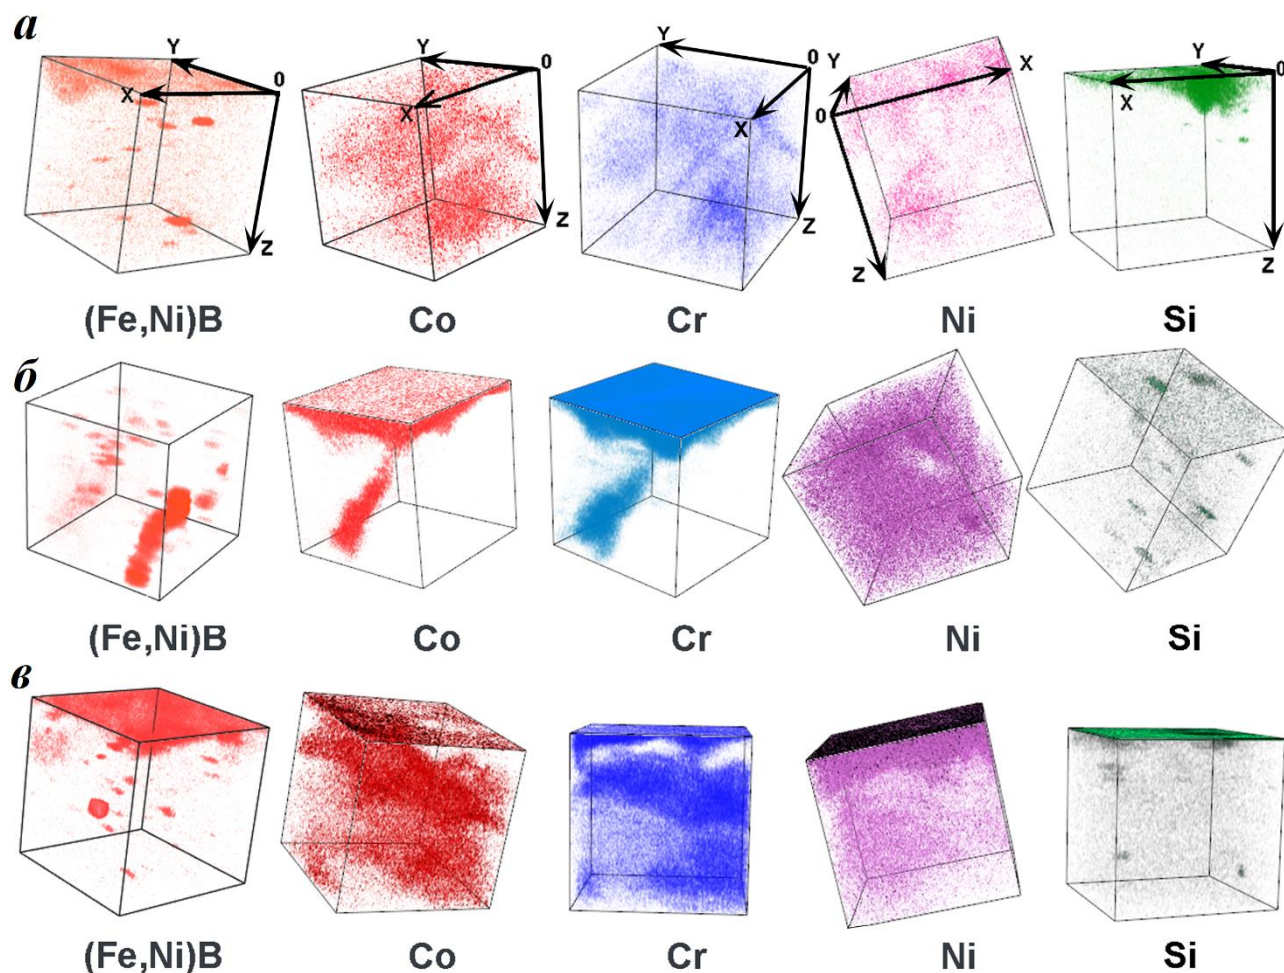 а
Y 0 X Z
Y 0 X Z
Y 0 X Z
Y X 0 Z
Y 0 X Z
(Fe,Ni)B Co Cr Ni Si
б
(Fe,Ni)B Co Cr Ni Si
в
(Fe,Ni)B Co Cr Ni Si